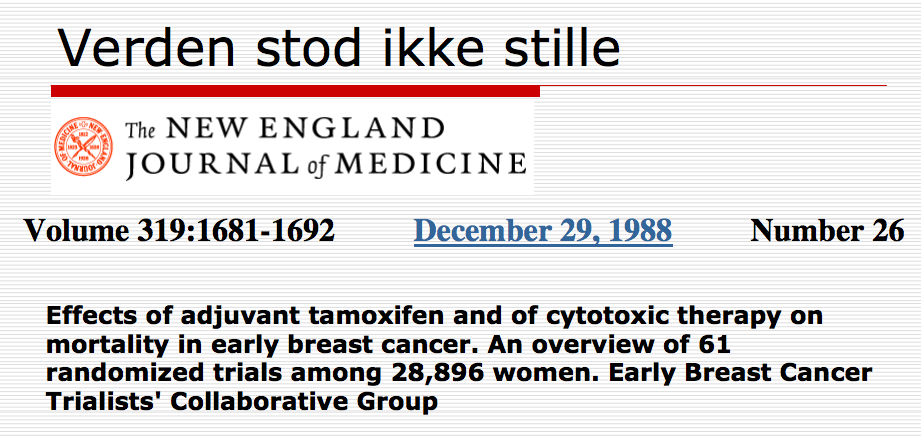 Verden stod ikke stille
The NEW ENGLAND
JOURNAL of MEDICINE
Volume 319:1681-1692 December 29, 1988 Number 26
Effects of adjuvant tamoxifen and of cytotoxic therapy on
mortality in early breast cancer. An overview of 61
randomized trials among 28,896 women. Early Breast Cancer
Trialists' Collaborative Group